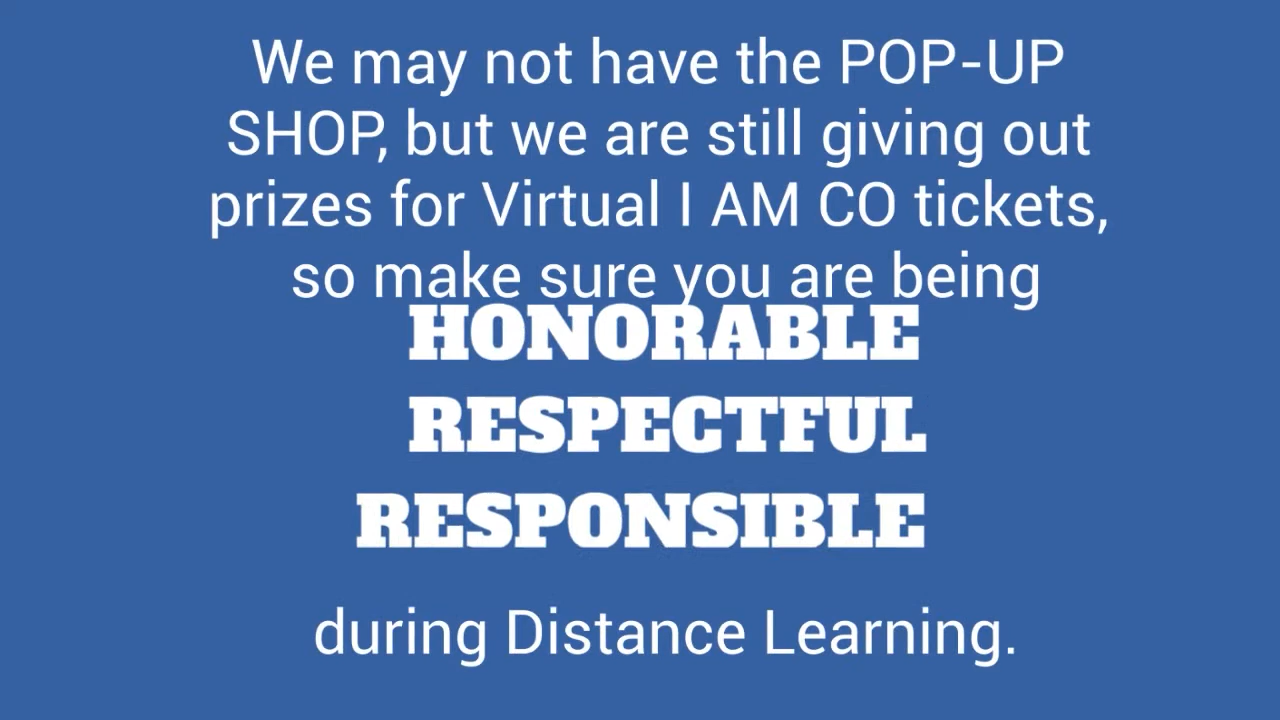 We may not have the POP-UP
SHOP, but we are still giving out
prizes for Virtual I AM CO tickets,
so make sure you are being
HONORABLE
RESPECTFUL
RESPONSIBLE
during Distance Learning.